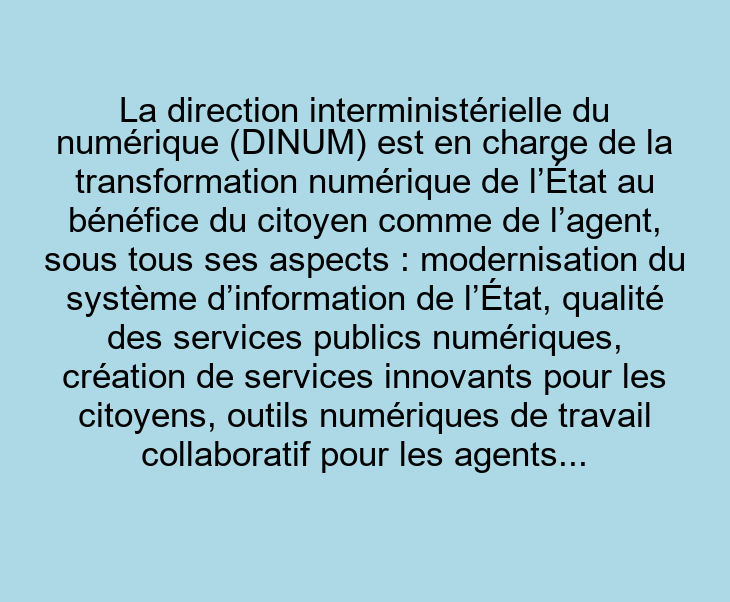 La direction interministérielle du
numérique (DINUM) est en charge de la
transformation numérique de l’État au
bénéfice du citoyen comme de l’agent,
sous tous ses aspects : modernisation du
système d’information de l’État, qualité
des services publics numériques,
création de services innovants pour les
citoyens, outils numériques de travail
collaboratif pour les agents...